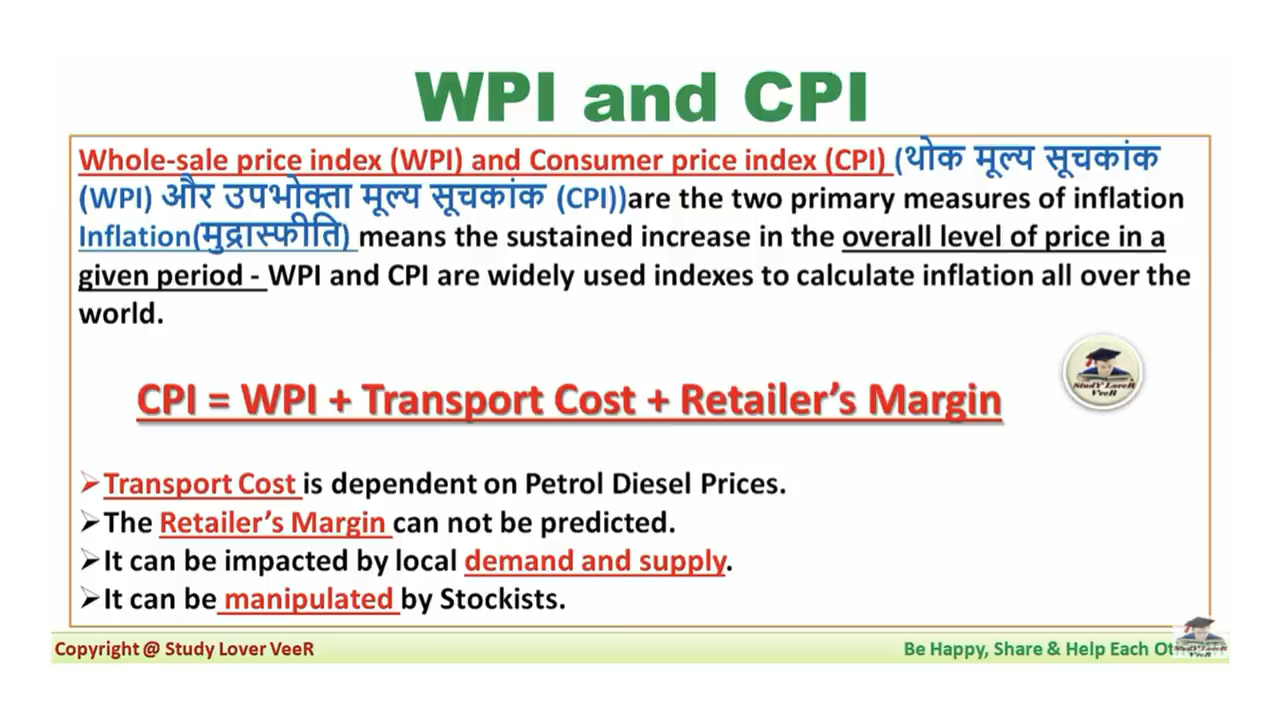 WPI and CPI
Whole-sale price index (WPI) and Consumer price index (CPI) (थोक मूल्य सूचकांक
(WPI) और उपभोक्ता मूल्य सूचकांक (CPI))are the two primary measures of inflation
Inflation(मुद्रास्फीति) means the sustained increase in the overall level of price in a
given period - WPI and CPI are widely used indexes to calculate inflation all over the
world.
StudY LoveR
VeeR
CPI = WPI + Transport Cost + Retailer's Margin
➢Transport Cost is dependent on Petrol Diesel Prices.
➢The Retailer's Margin can not be predicted.
➢It can be impacted by local demand and supply.
➢It can be manipulated by Stockists.
Copyright @ Study Lover VeeR
Be Happy, Share & Help Each
StudY LoveR
VeeR